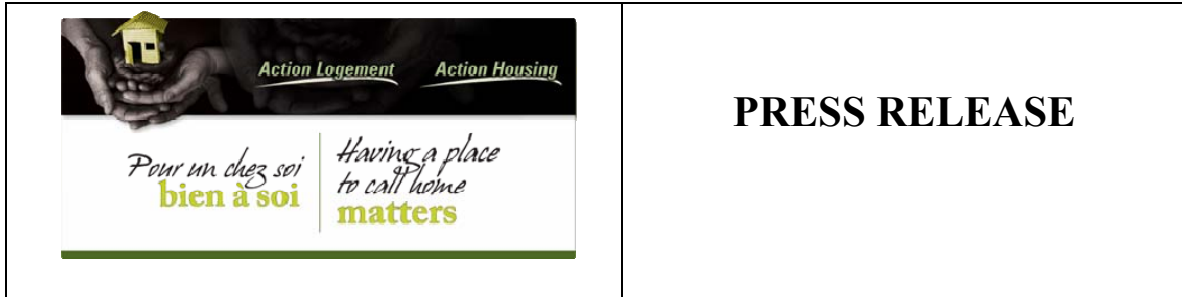 Action Logement
Action Housing
Pour un chez soi
bien à soi
Having a place
to call home
matters
PRESS RELEASE